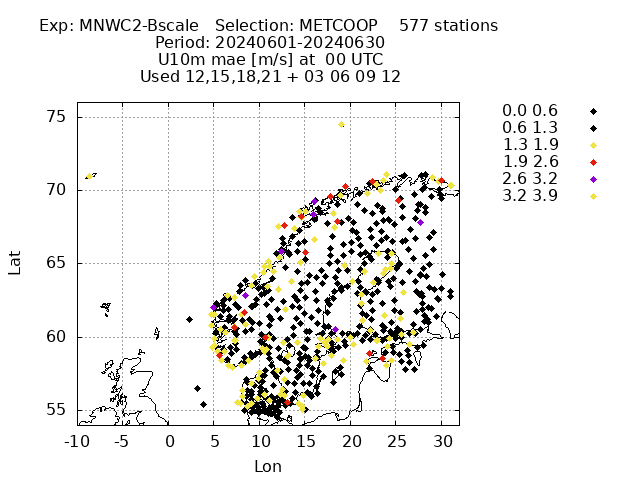 Exp: MNWC2-Bscale   Selection: METCOOP    577 stations
Period: 20240601-20240630
U10m mae [m/s] at  00 UTC
Used 12,15,18,21 + 03 06 09 12
0.0 0.6
0.6 1.3
1.3 1.9
1.9 2.6
2.6 3.2
3.2 3.9
75
70
65
60
55
Lat
-10 -5 0 5 10 15 20 25 30
Lon